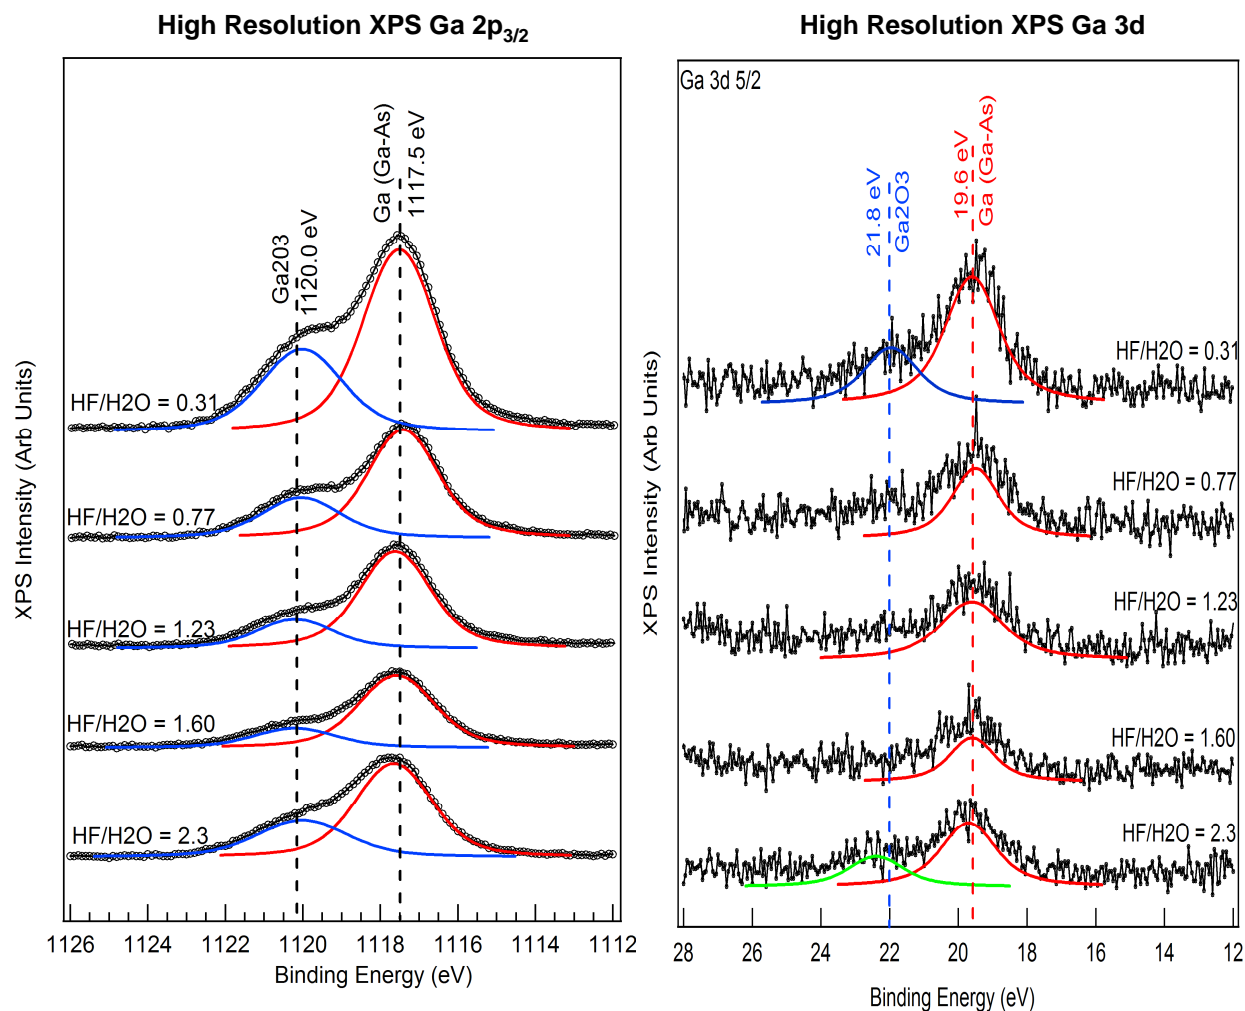 High Resolution XPS Ga 2p3/2
XPS Intensity (Arb Units)
Ga203
1120.0 eV
Ga (Ga-As)
1117.5 eV
HF/H2O = 0.31
HF/H2O = 0.77
HF/H2O = 1.23
HF/H2O = 1.60
HF/H2O = 2.3
1126
1124
1122
1120
1118
1116
1114
1112
Binding Energy (eV)
High Resolution XPS Ga 3d
Ga 3d 5/2
XPS Intensity (Arb Units)
21.8 eV
Ga2O3
19.6 eV
Ga (Ga-As)
HF/H2O = 0.31
HF/H2O = 0.77
HF/H2O = 1.23
HF/H2O = 1.60
HF/H2O = 2.3
28
26
24
22
20
18
16
14
12
Binding Energy (eV)